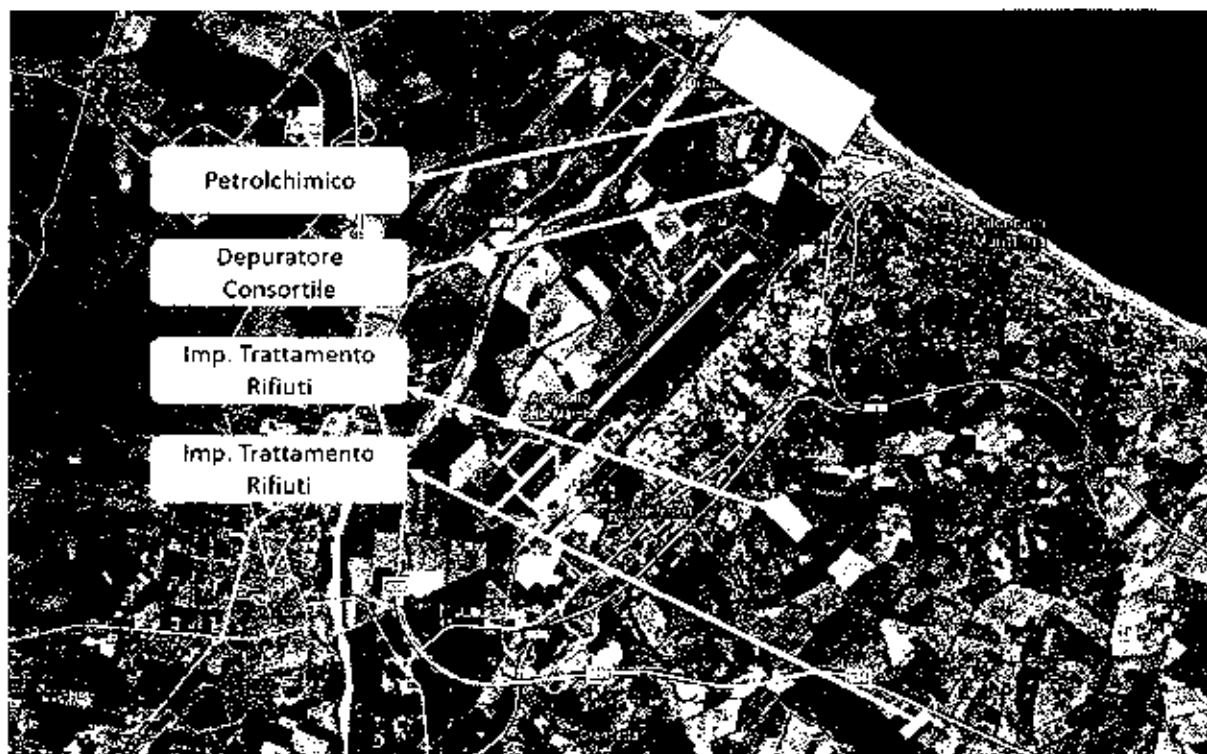 Petrolchimico
Depuratore
Consortile
Imp. Trattamento
Rifiuti
Imp. Trattamento
Rifiuti